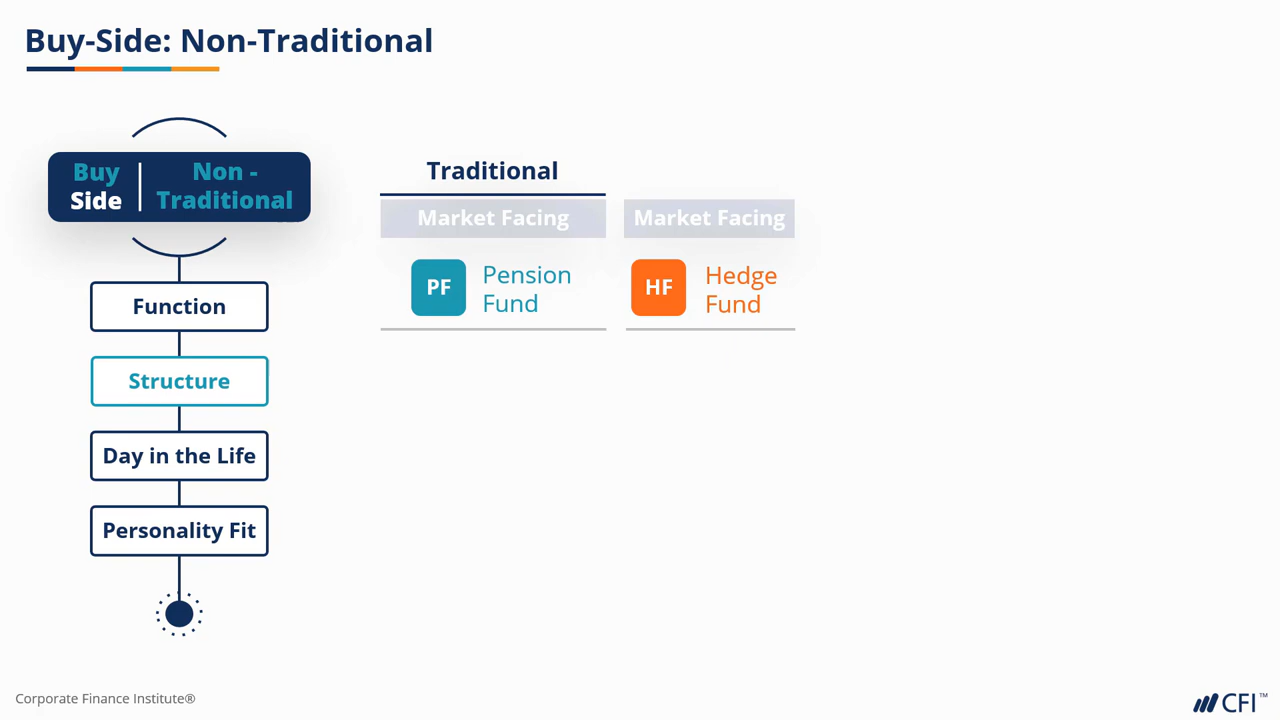 Buy-Side: Non-Traditional
Buy
Side
Non -
Traditional
Function
Structure
Day in the Life
Personality Fit
Traditional
Market Facing
PF
Pension
Fund
Market Facing
HF
Hedge
Fund
Corporate Finance Institute®
CFI™